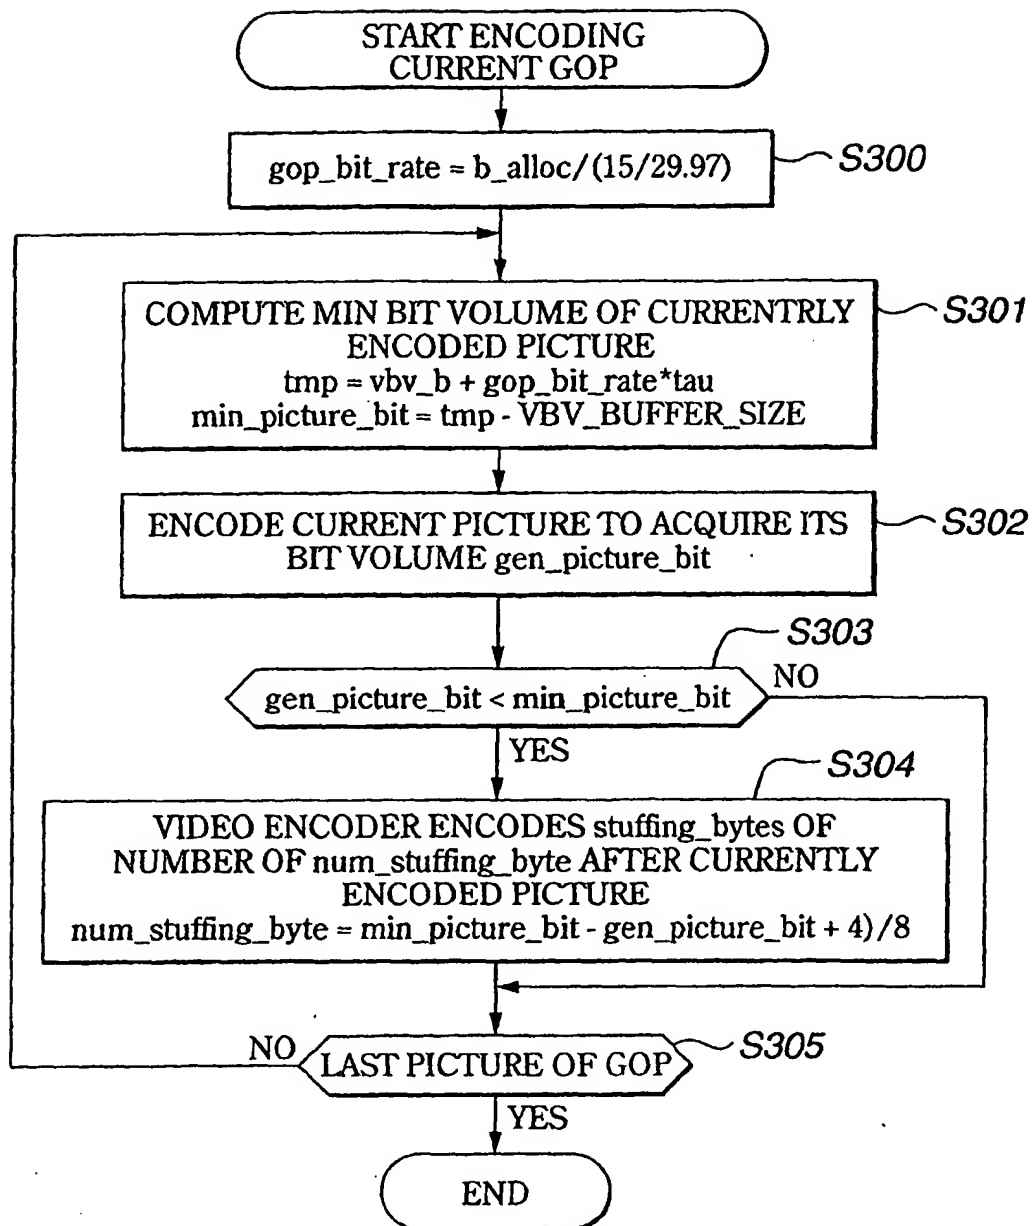 START ENCODING
CURRENT GOP
gop_bit_rate = b_alloc/(15/29.97)
S300
COMPUTE MIN BIT VOLUME OF CURRENTRLY
ENCODED PICTURE
tmp = vbv_b + gop_bit_rate*tau
min_picture_bit = tmp - VBV_BUFFER_SIZE
S301
ENCODE CURRENT PICTURE TO ACQUIRE ITS
BIT VOLUME gen_picture_bit
S302
S303
gen_picture_bit < min_picture_bit
NO
YES
S304
VIDEO ENCODER ENCODES stuffing_bytes OF
NUMBER OF num_stuffing_byte AFTER CURRENTLY
ENCODED PICTURE
num_stuffing_byte = min_picture_bit - gen_picture_bit + 4)/8
NO
LAST PICTURE OF GOP
S305
YES
END